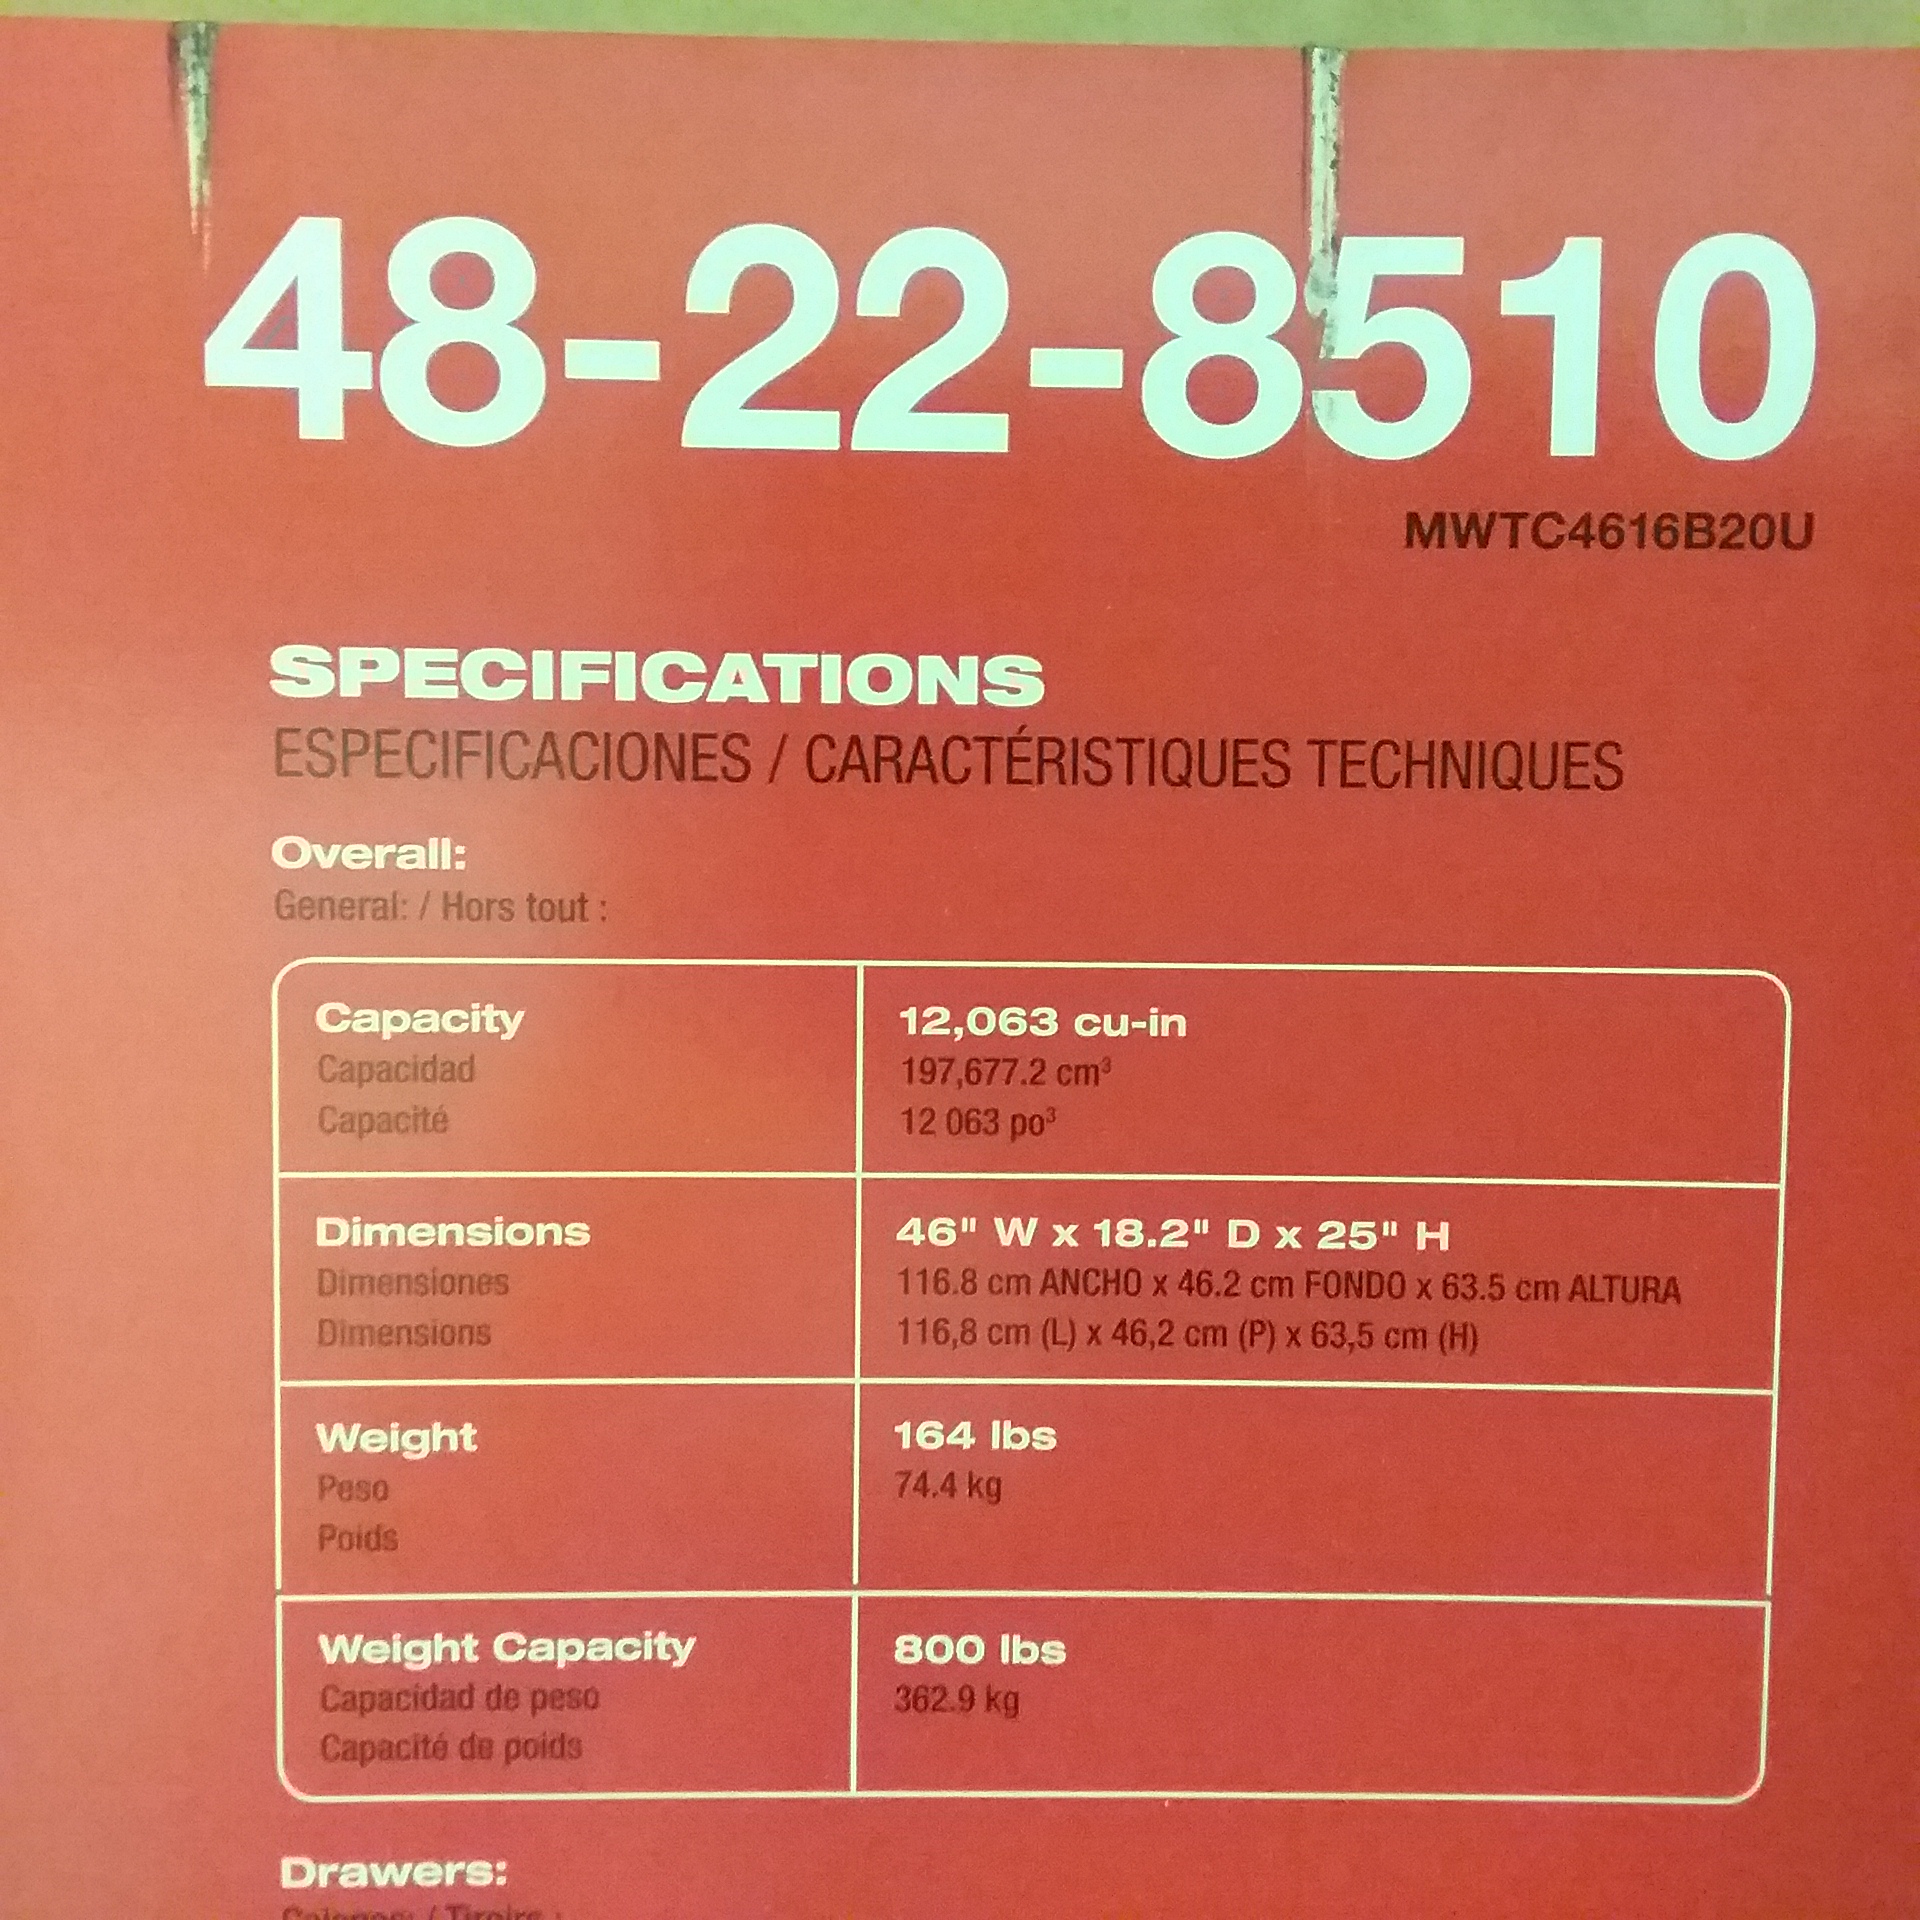 48-22-8510
MWTC4616B20U
SPECIFICATIONS
ESPECIFICACIONES / CARACTÉRISTIQUES TECHNIQUES
Overall:
General: / Hors tout :
Capacity
Capacidad
Capacité
12,063 cu-in
197,677.2 cm³
12 063 po³
Dimensions
Dimensiones
Dimensions
46" W x 18.2" D x 25" H
116.8 cm ANCHO x 46.2 cm FONDO x 63.5 cm ALTURA
116,8 cm (L) x 46,2 cm (P) x 63,5 cm (H)
Weight
Peso
Poids
164 lbs
74.4 kg
Weight Capacity
Capacidad de peso
Capacité de poids
800 lbs
362.9 kg
Drawers: